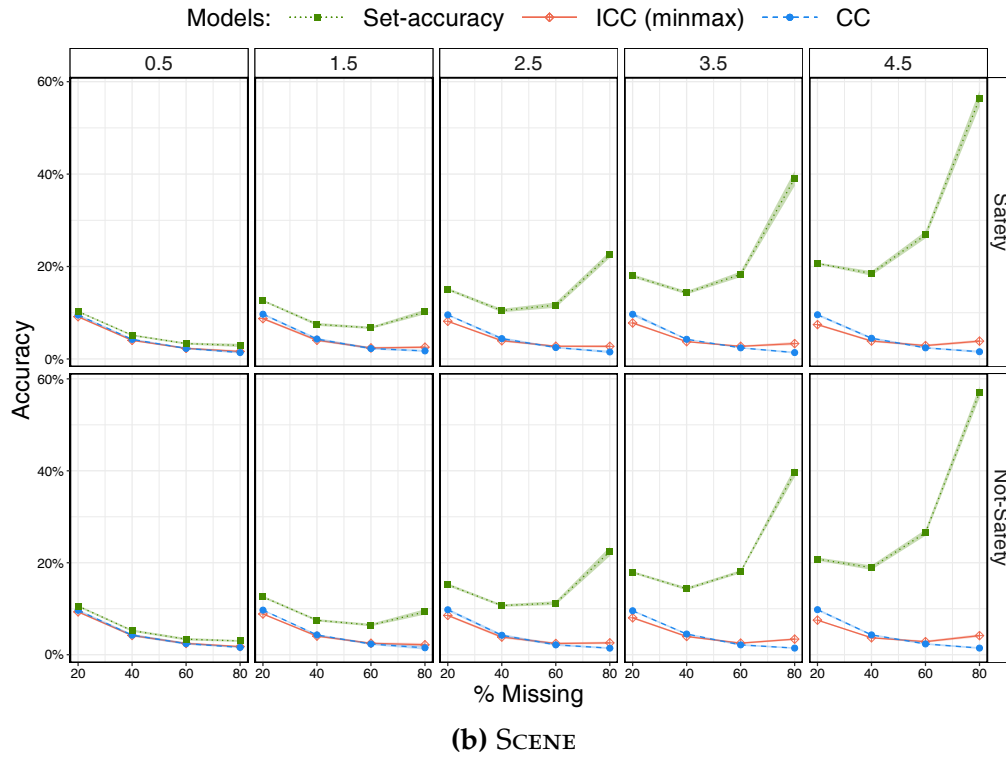 Models: Set-accuracy ICC (minmax) CC
0.5 1.5 2.5 3.5 4.5
60%
40%
20%
0%
Safety
60%
40%
20%
0%
Not-Safety
Accuracy
20 40 60 80 20 40 60 80 20 40 60 80 20 40 60 80 20 40 60 80
% Missing
(b) SCENE